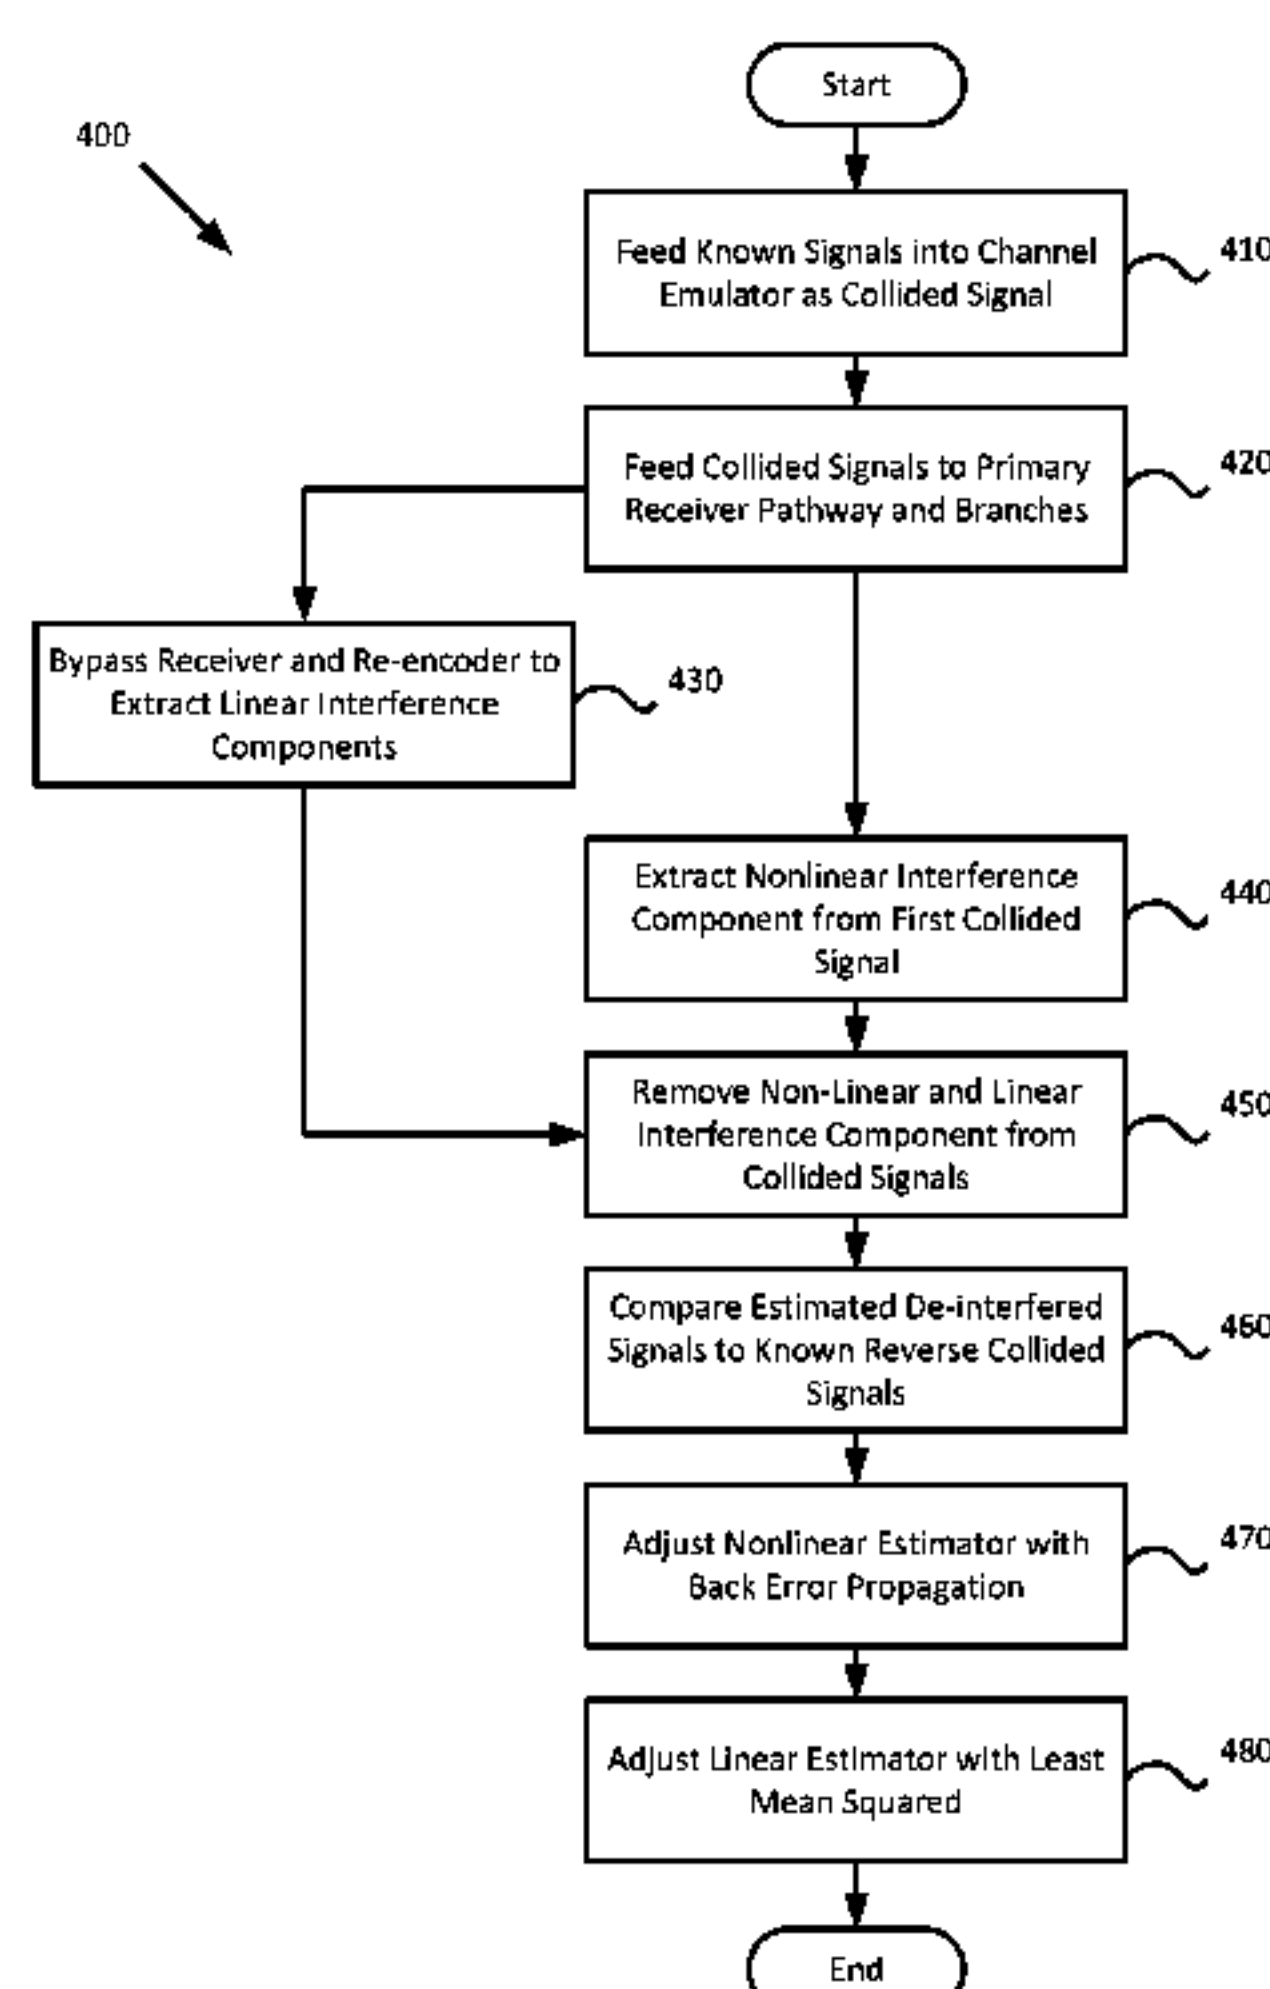 Start
400
Feed Known Signals into Channel
Emulator as Collided Signal
410
Feed Collided Signals to Primary
Receiver Pathway and Branches
420
Bypass Receiver and Re-encoder to
Extract Linear Interference
Components
430
Extract Nonlinear Interference
Component from First Collided
Signal
440
Remove Non-Linear and Linear
Interference Component from
Collided Signals
450
Compare Estimated De-interfered
Signals to Known Reverse Collided
Signals
460
Adjust Nonlinear Estimator with
Back Error Propagation
470
Adjust Linear Estimator with Least
Mean Squared
480
End